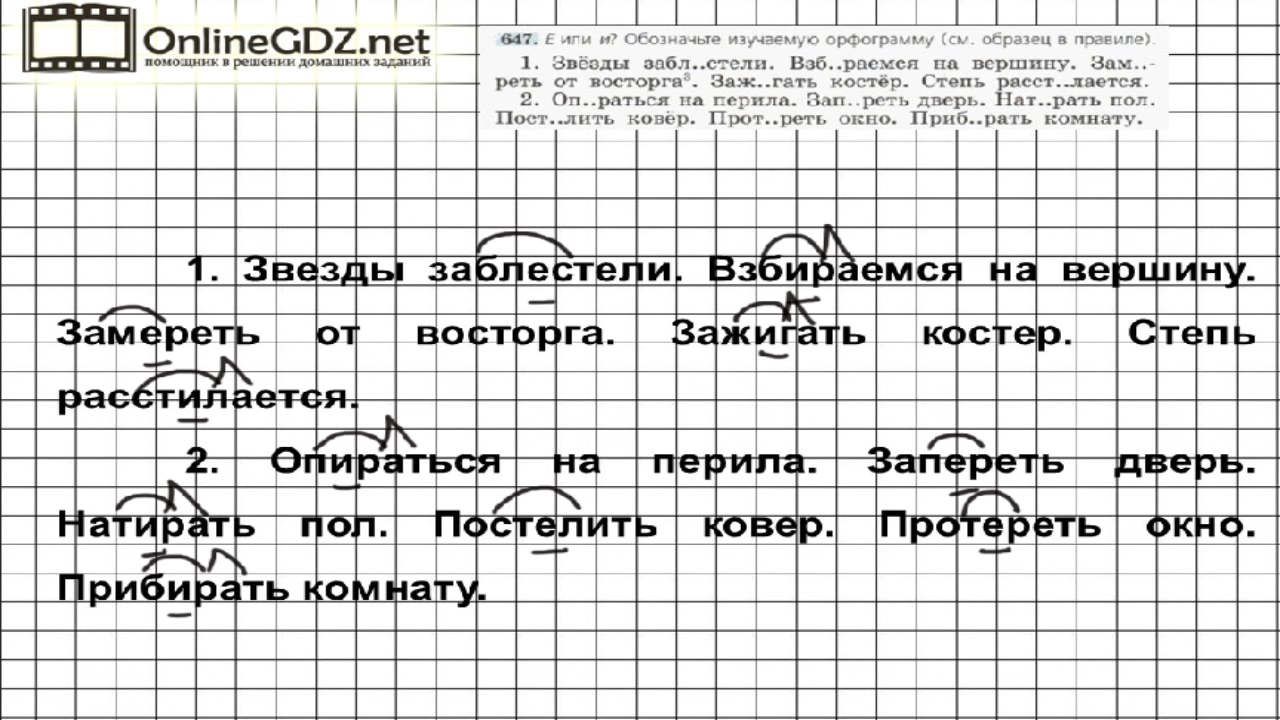 OnlineGDZ.net
помощник в решении домашних заданий
647. Е или и? Обозначьте изучаемую орфограмму (см. образец в правиле).
1. Звёзды забл..стели. Взб..раемся на вершину. Зам..-
реть от восторга³. Заж..гать костёр. Степь расст..лается.
2. Оп..раться на перила. Зап..реть дверь. Нат..рать пол.
Пост..лить ковёр. Прот..реть окно. Приб..рать комнату.
1. Звезды заблестели. Взбираемся на вершину.
Замереть от восторга. Зажигать костер. Степь
расстилается.
2. Опираться на перила. Запереть дверь.
Натирать пол. Постелить ковер. Протереть окно.
Прибирать комнату.